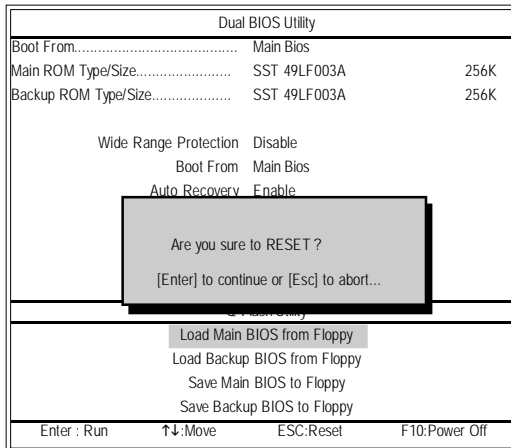 Dual BIOS Utility
Boot From......................................... Main Bios
Main ROM Type/Size........................ SST 49LF003A 256K
Backup ROM Type/Size.................... SST 49LF003A 256K
Wide Range Protection Disable
Boot From Main Bios
Auto Recovery Enable
Are you sure to RESET ?
[Enter] to continue or [Esc] to abort...
Utility
Load Main BIOS from Floppy
Load Backup BIOS from Floppy
Save Main BIOS to Floppy
Save Backup BIOS to Floppy
Enter : Run ↑↓:Move ESC:Reset F10:Power Off